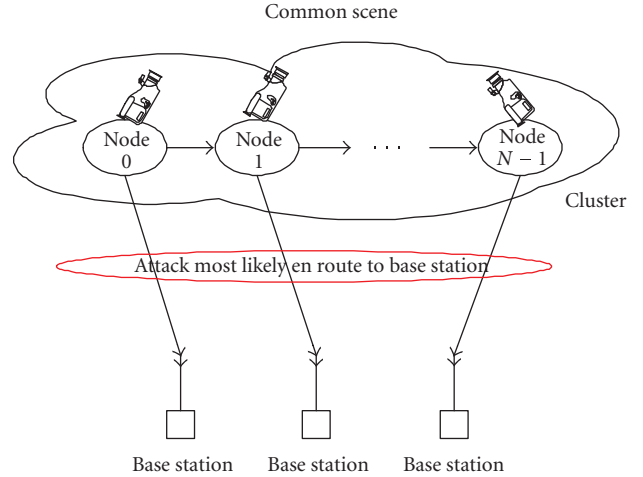 Common scene
Node
0
Node
1
. . .
Node
N − 1
Cluster
Attack most likely en route to base station
Base station
Base station
Base station